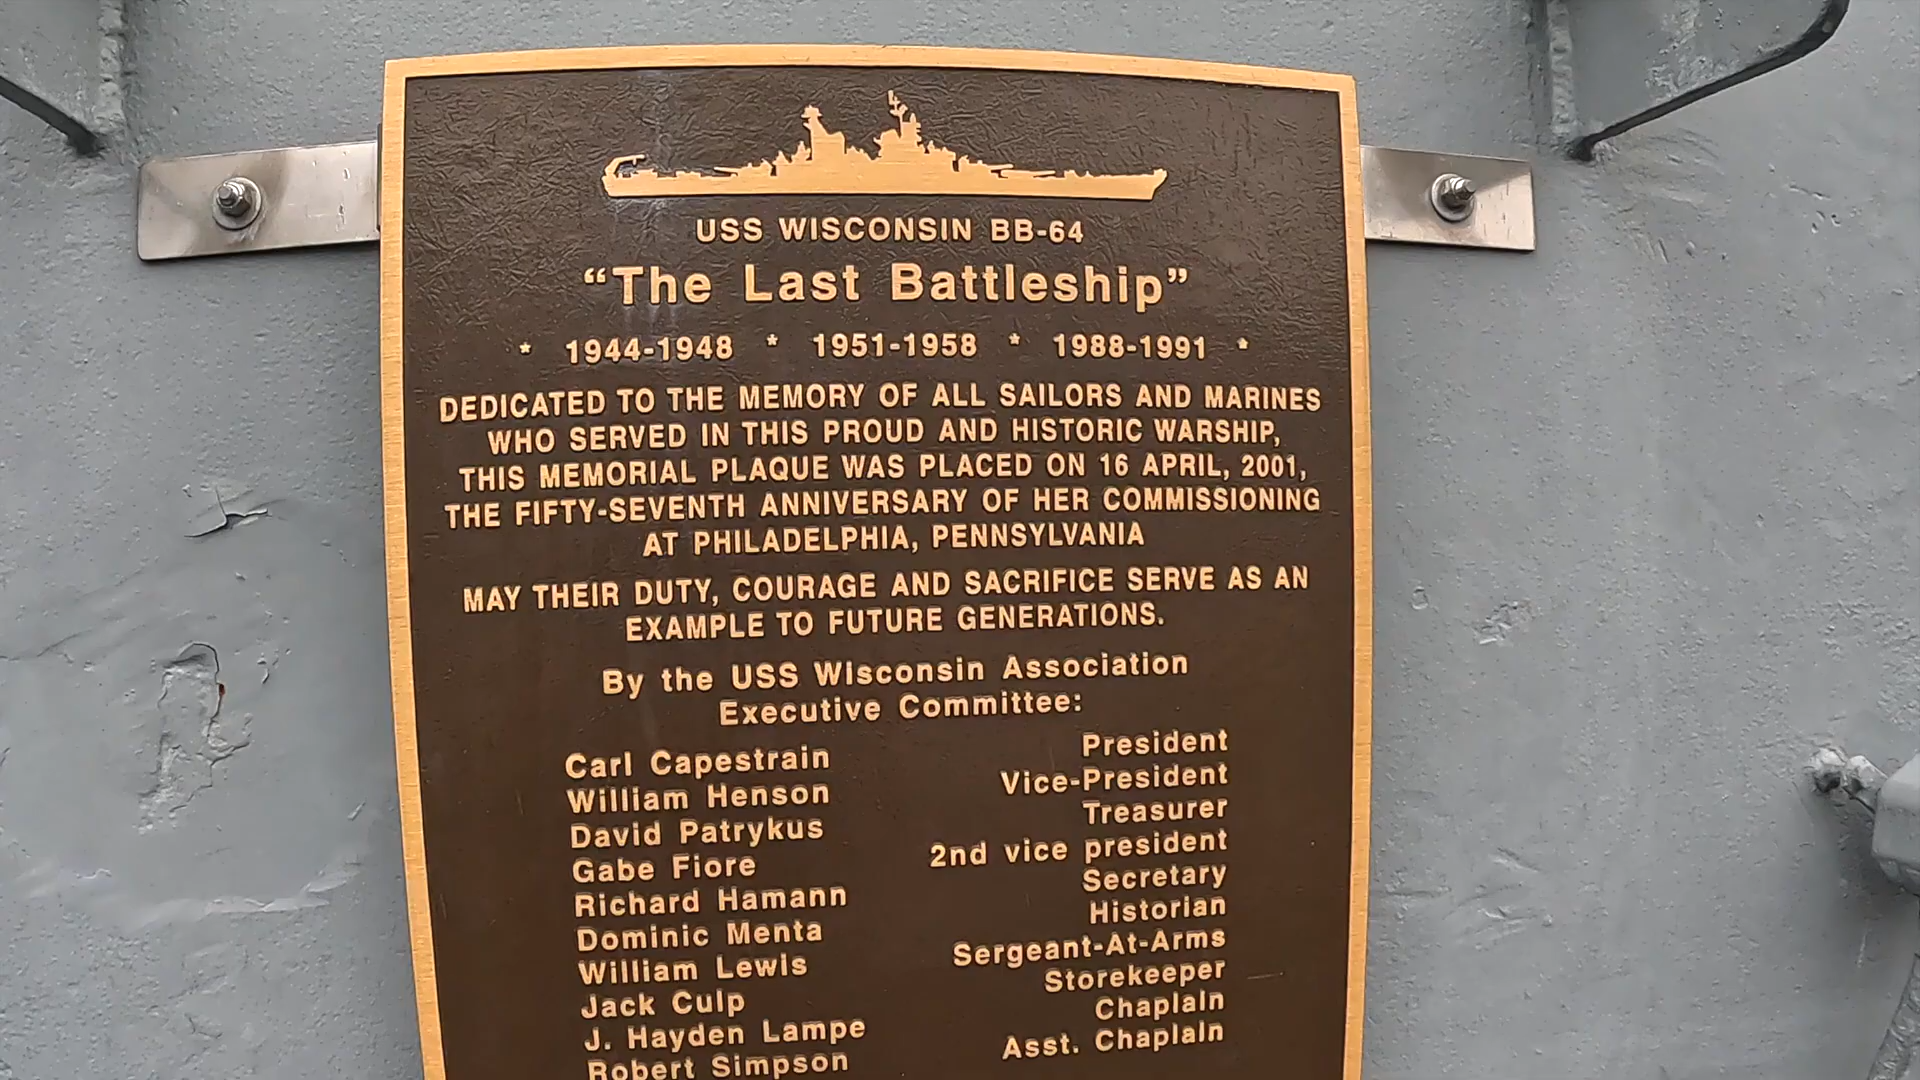 USS WISCONSIN BB-64
“The Last Battleship”
* 1944-1948 * 1951-1958 * 1988-1991 *
DEDICATED TO THE MEMORY OF ALL SAILORS AND MARINES
WHO SERVED IN THIS PROUD AND HISTORIC WARSHIP,
THIS MEMORIAL PLAQUE WAS PLACED ON 16 APRIL, 2001,
THE FIFTY-SEVENTH ANNIVERSARY OF HER COMMISSIONING
AT PHILADELPHIA, PENNSYLVANIA
MAY THEIR DUTY, COURAGE AND SACRIFICE SERVE AS AN
EXAMPLE TO FUTURE GENERATIONS.
By the USS Wisconsin Association
Executive Committee:
Carl Capestrain President
William Henson Vice-President
David Patrykus Treasurer
Gabe Fiore 2nd vice president
Richard Hamann Secretary
Dominic Menta Historian
William Lewis Sergeant-At-Arms
Jack Culp Storekeeper
J. Hayden Lampe Chaplain
Robert Simpson Asst. Chaplain